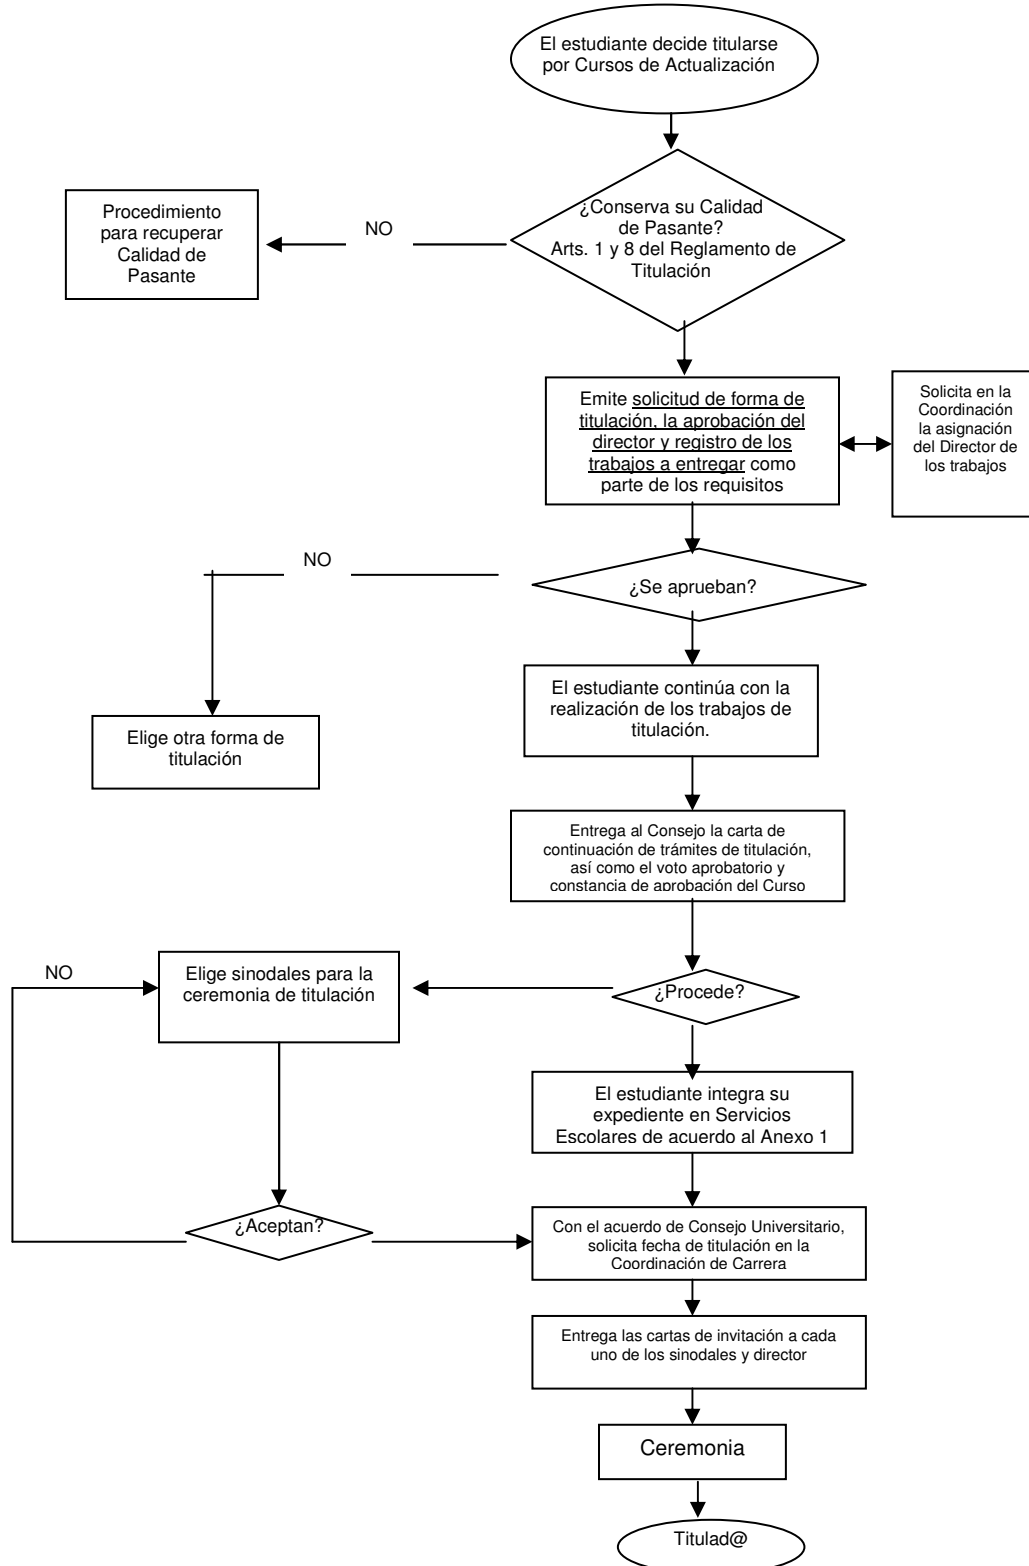 El estudiante decide titularse
por Cursos de Actualización
¿Conserva su Calidad
de Pasante?
Arts. 1 y 8 del Reglamento de
Titulación
NO
Procedimiento
para recuperar
Calidad de
Pasante
Emite solicitud de forma de
titulación, la aprobación del
director y registro de los
trabajos a entregar como
parte de los requisitos
Solicita en la
Coordinación
la asignación
del Director de
los trabajos
¿Se aprueban?
NO
Elige otra forma de
titulación
El estudiante continúa con la
realización de los trabajos de
titulación.
Entrega al Consejo la carta de
continuación de trámites de titulación,
así como el voto aprobatorio y
constancia de aprobación del Curso
¿Procede?
Elige sinodales para la
ceremonia de titulación
NO
¿Aceptan?
El estudiante integra su
expediente en Servicios
Escolares de acuerdo al Anexo 1
Con el acuerdo de Consejo Universitario,
solicita fecha de titulación en la
Coordinación de Carrera
Entrega las cartas de invitación a cada
uno de los sinodales y director
Ceremonia
Titulad@